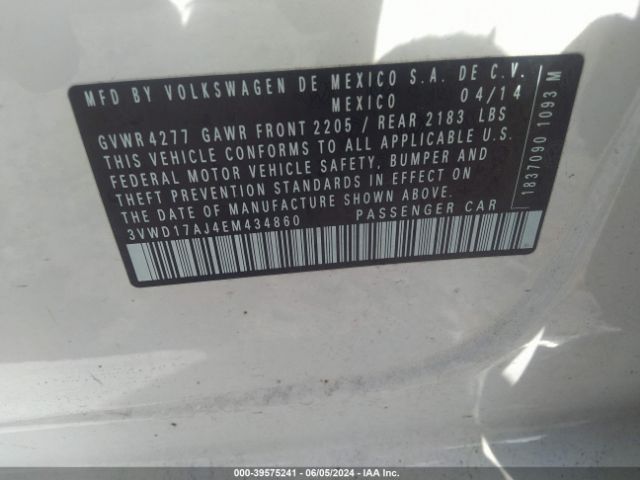 MFD BY VOLKSWAGEN DE MEXICO S.A. DE C.V.
MEXICO 04/14
GVWR 4277 GAWR FRONT 2205 / REAR 2183 LBS
THIS VEHICLE CONFORMS TO ALL APPLICABLE U.S.
FEDERAL MOTOR VEHICLE SAFETY, BUMPER AND
THEFT PREVENTION STANDARDS IN EFFECT ON
THE DATE OF MANUFACTURE SHOWN ABOVE.
3VWD17AJ4EM434860 PASSENGER CAR
1837090 1093 M
000-39575241 - 06/05/2024 - IAA Inc.